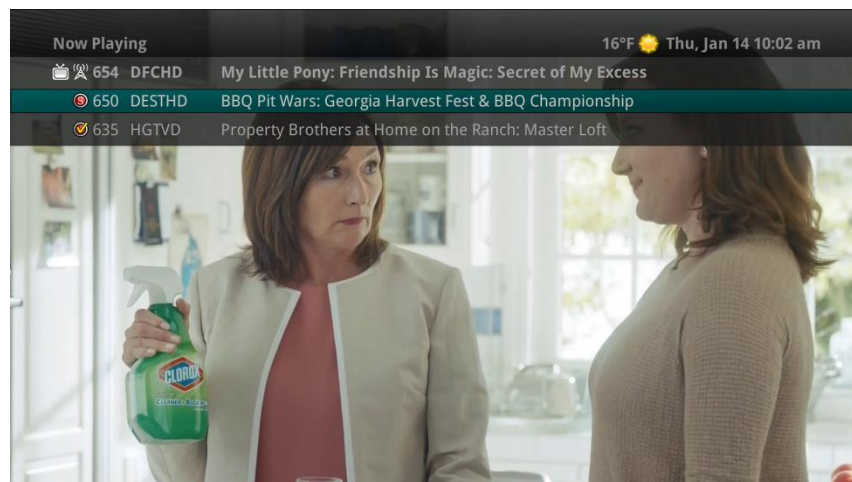 Now Playing 16°F Thu, Jan 14 10:02 am
654 DFCHD My Little Pony: Friendship Is Magic: Secret of My Excess
S 650 DESTHD BBQ Pit Wars: Georgia Harvest Fest & BBQ Championship
635 HGTVD Property Brothers at Home on the Ranch: Master Loft
CLOROX
CLEANER + BLEACH